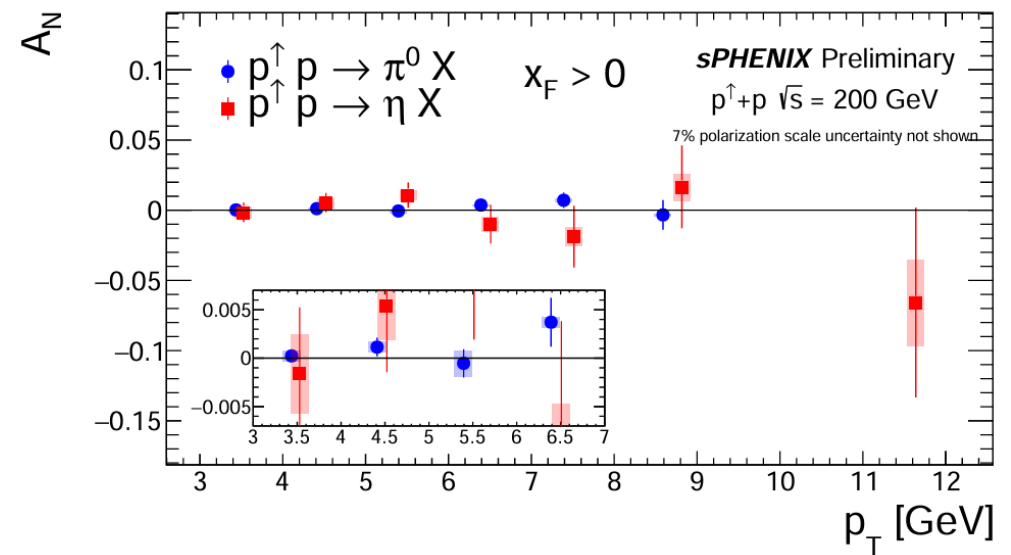 A_N
0.1
0.05
0
−0.05
−0.1
−0.15
p↑ p → π⁰ X
p↑ p → η X
x_F > 0
sPHENIX Preliminary
p↑+p √s = 200 GeV
7% polarization scale uncertainty not shown
0.005
0
−0.005
3 3.5 4 4.5 5 5.5 6 6.5 7
3 4 5 6 7 8 9 10 11 12
p_T [GeV]